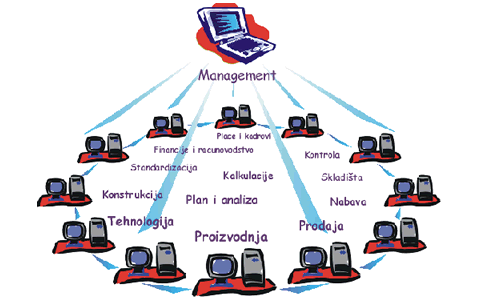 Management
Place i kadrovi
Financije i racunovodstvo
Kontrola
Standardizacija
Kalkulacije
Skladišta
Konstrukcija
Plan i analiza
Nabava
Tehnologija
Prodaja
Proizvodnja